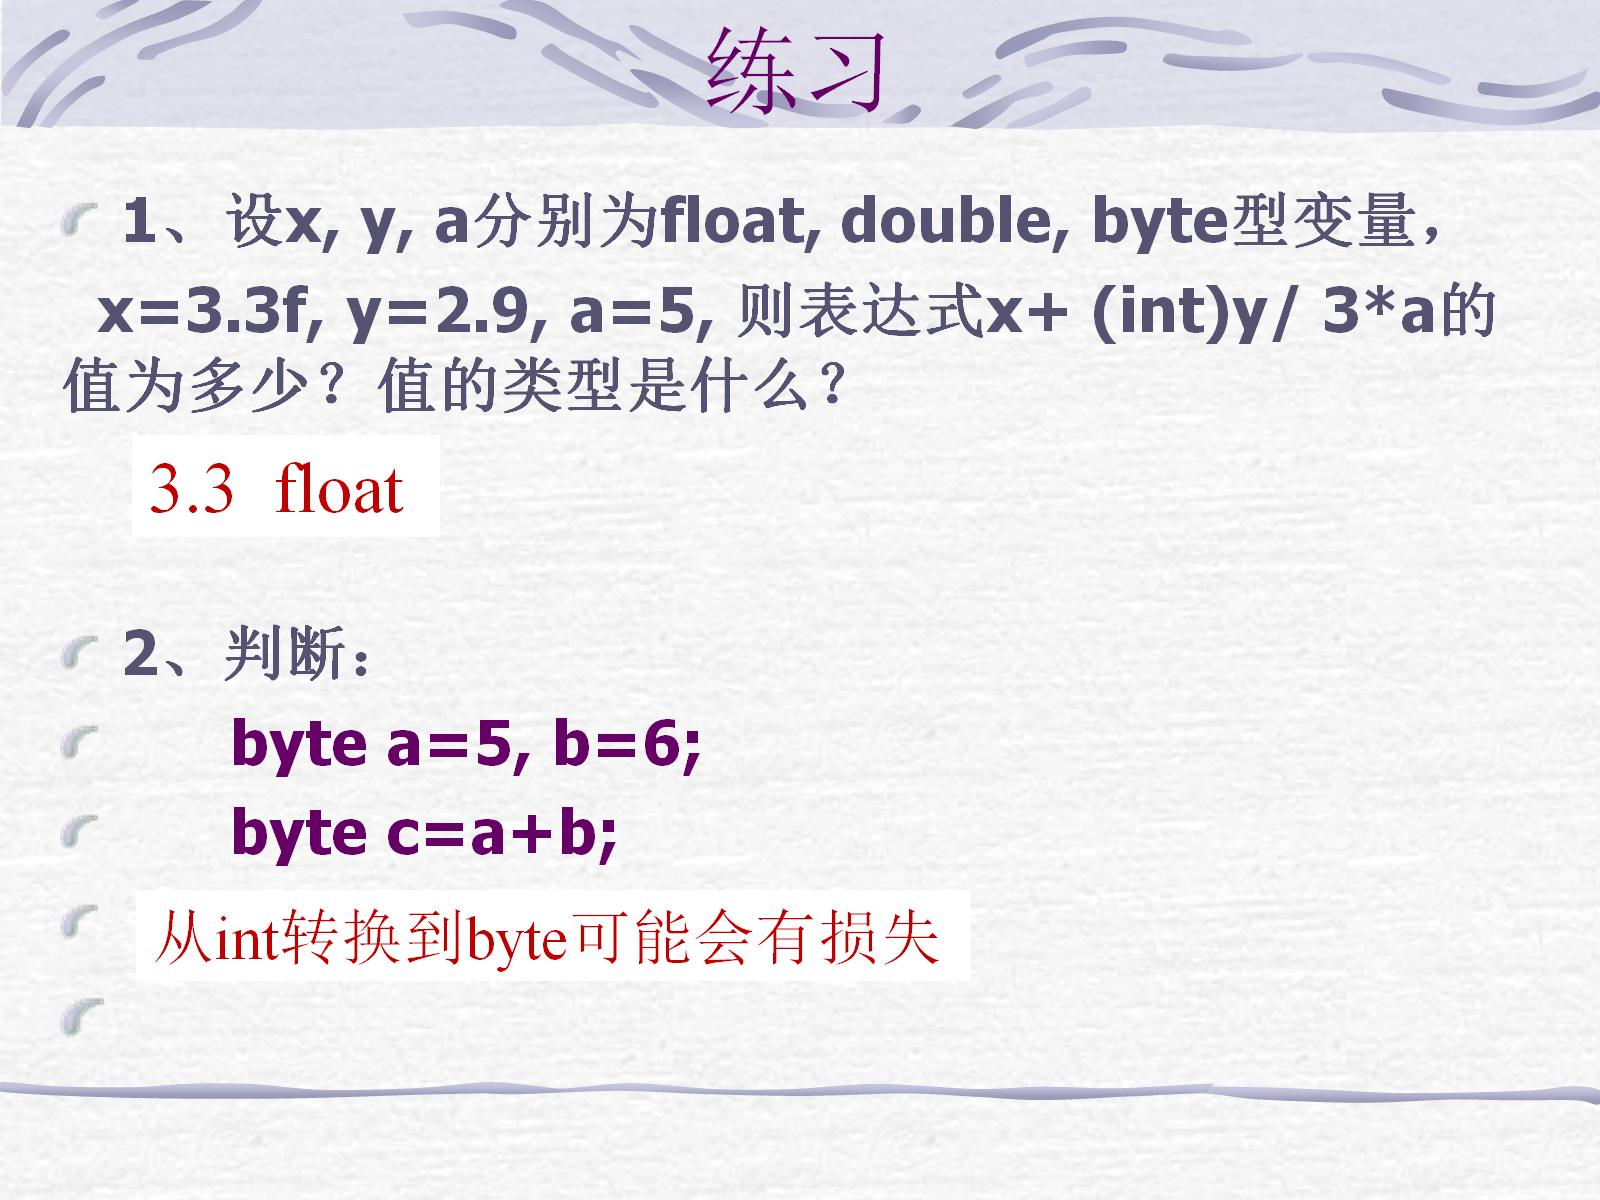 练习
1、设x, y, a分别为float, double, byte型变量，
x=3.3f, y=2.9, a=5, 则表达式x+ (int)y/ 3*a的
值为多少？值的类型是什么？
3.3 float
2、判断：
byte a=5, b=6;
byte c=a+b;
从int转换到byte可能会有损失